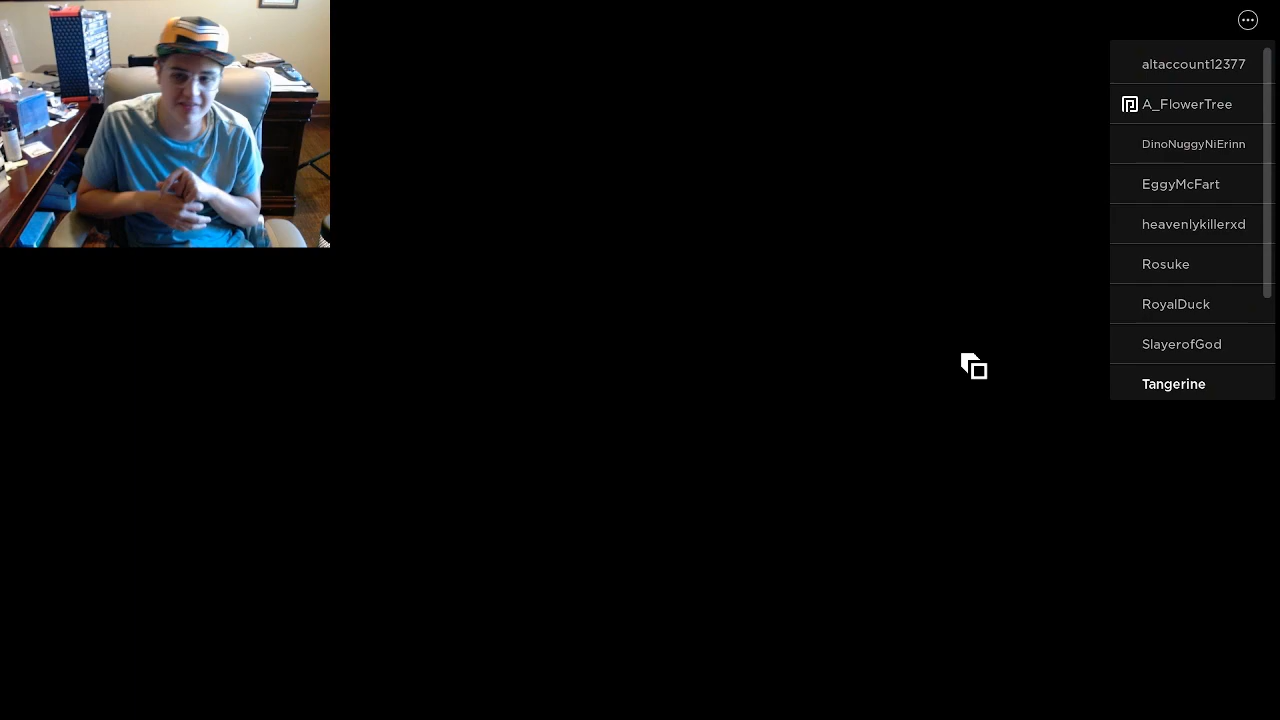 altaccount12377
A_FlowerTree
DinoNuggyNiErinn
EggyMcFart
heavenlykillerxd
Rosuke
RoyalDuck
SlayerofGod
Tangerine